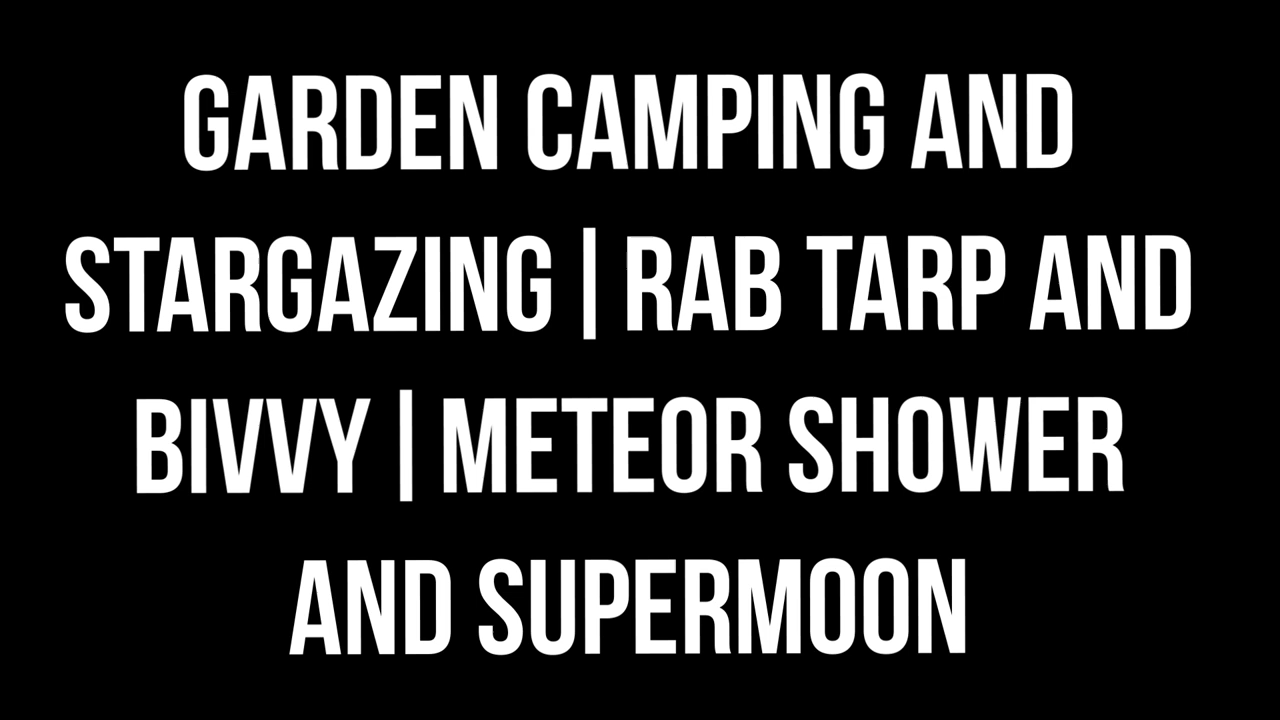 GARDEN CAMPING AND
STARGAZING | RAB TARP AND
BIVVY | METEOR SHOWER
AND SUPERMOON